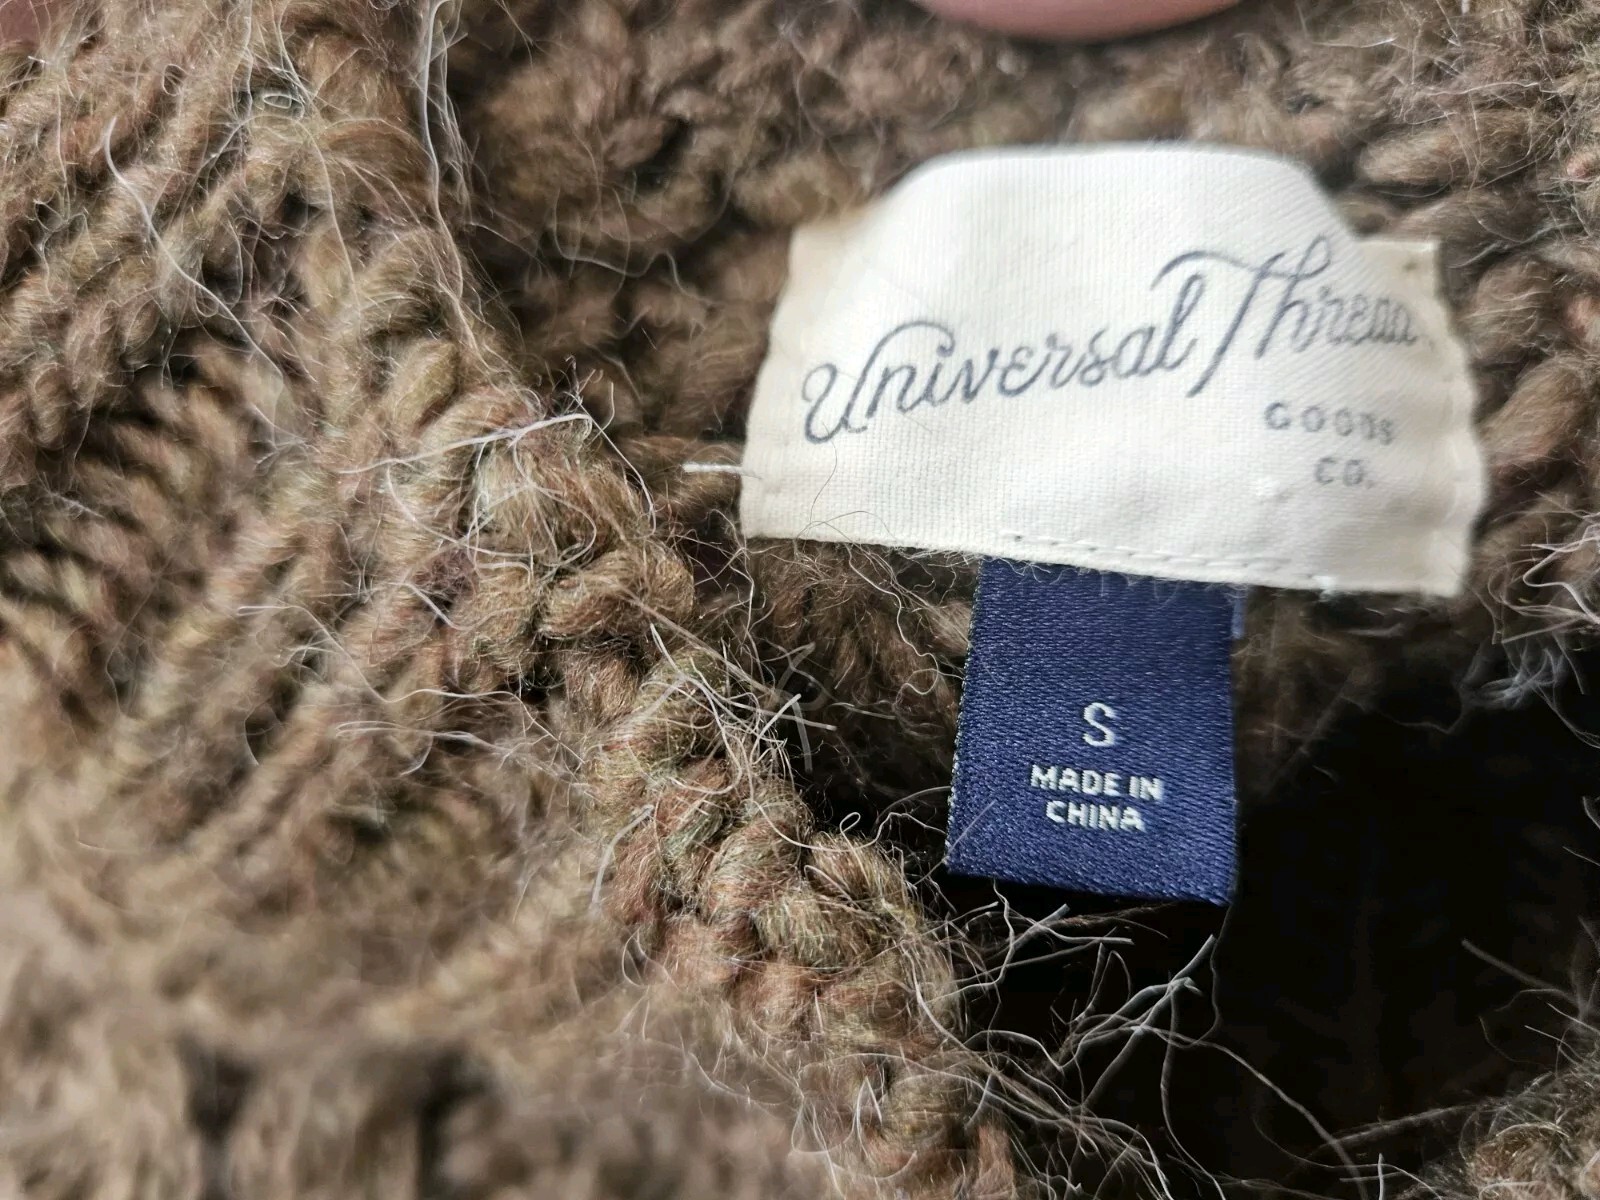 Universal Thread
GOODS
CO.
S
MADE IN
CHINA